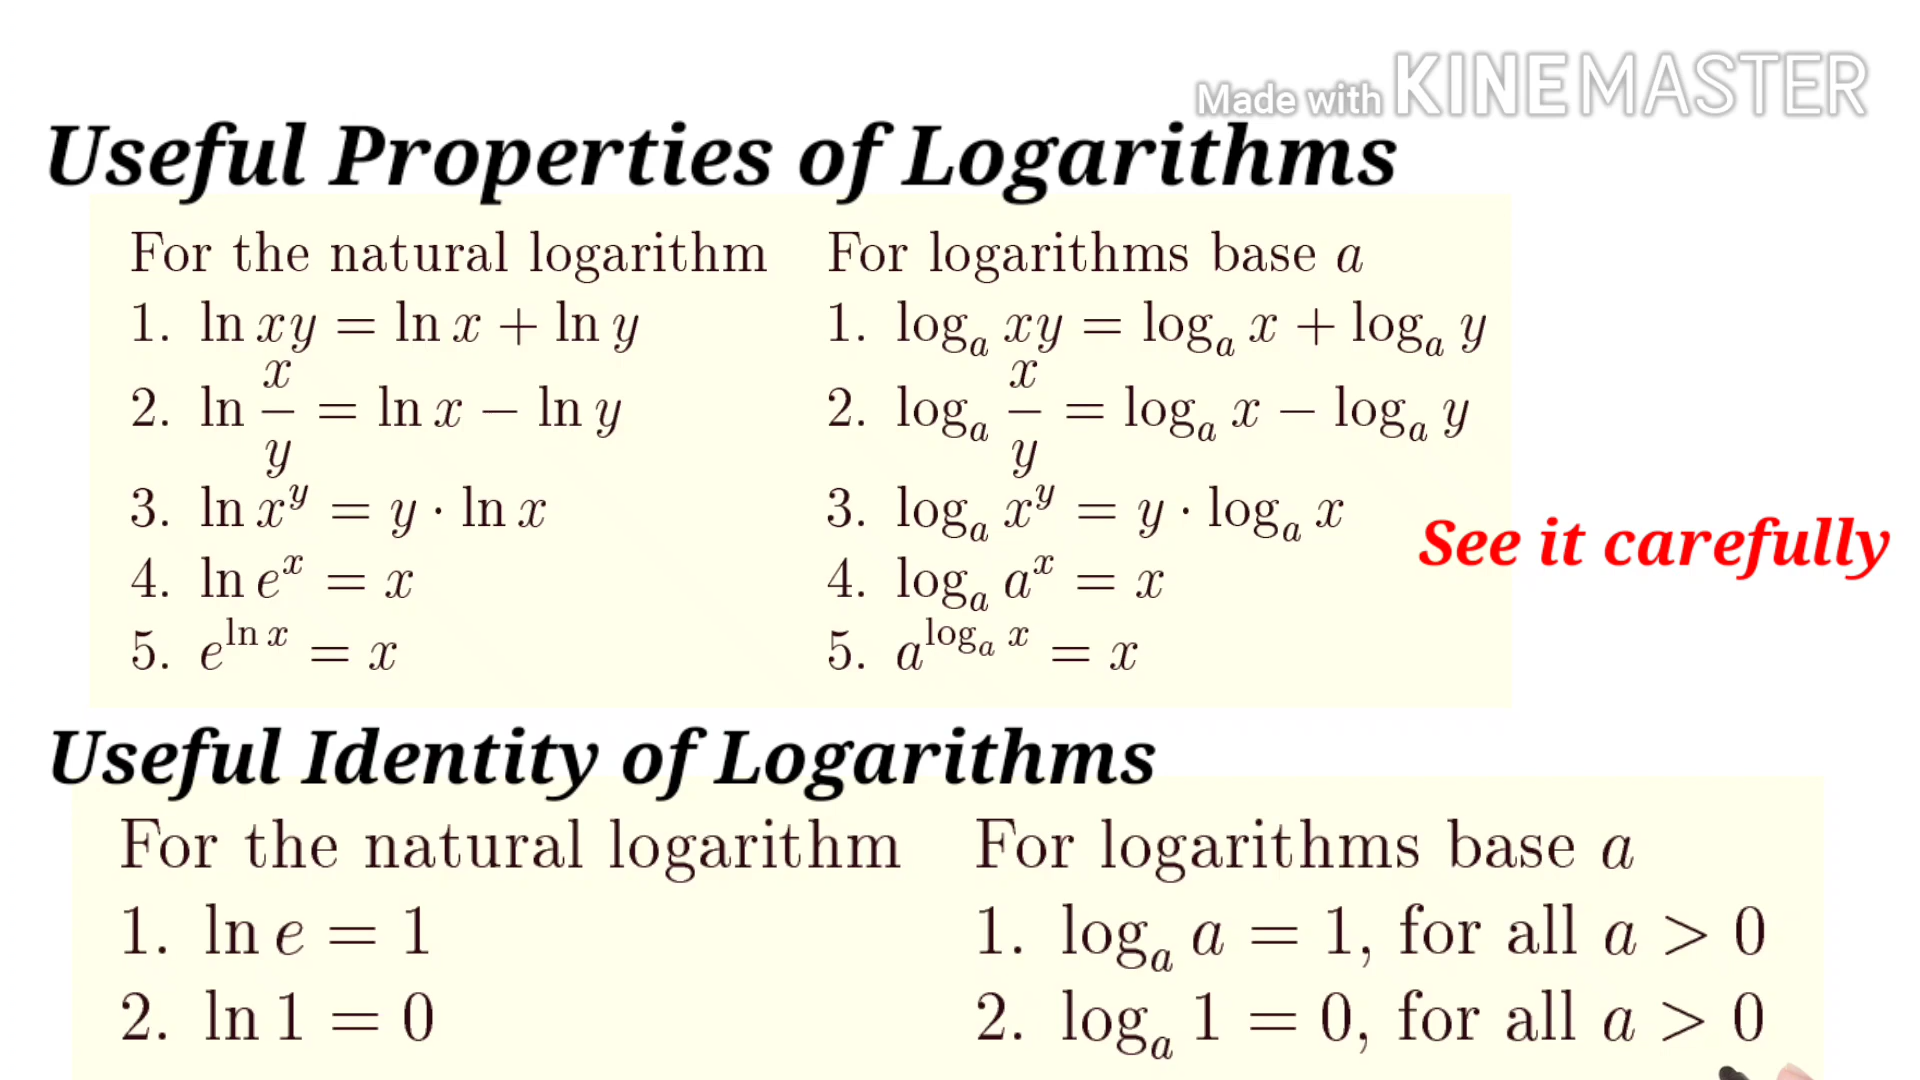 Made with KINEMASTER
Useful Properties of Logarithms
For the natural logarithm
1. ln xy = ln x + ln y
2. ln x/y = ln x − ln y
3. ln x^y = y · ln x
4. ln e^x = x
5. e^(ln x) = x
For logarithms base a
1. log_a xy = log_a x + log_a y
2. log_a x/y = log_a x − log_a y
3. log_a x^y = y · log_a x
4. log_a a^x = x
5. a^(log_a x) = x
See it carefully
Useful Identity of Logarithms
For the natural logarithm
1. ln e = 1
2. ln 1 = 0
For logarithms base a
1. log_a a = 1, for all a > 0
2. log_a 1 = 0, for all a > 0